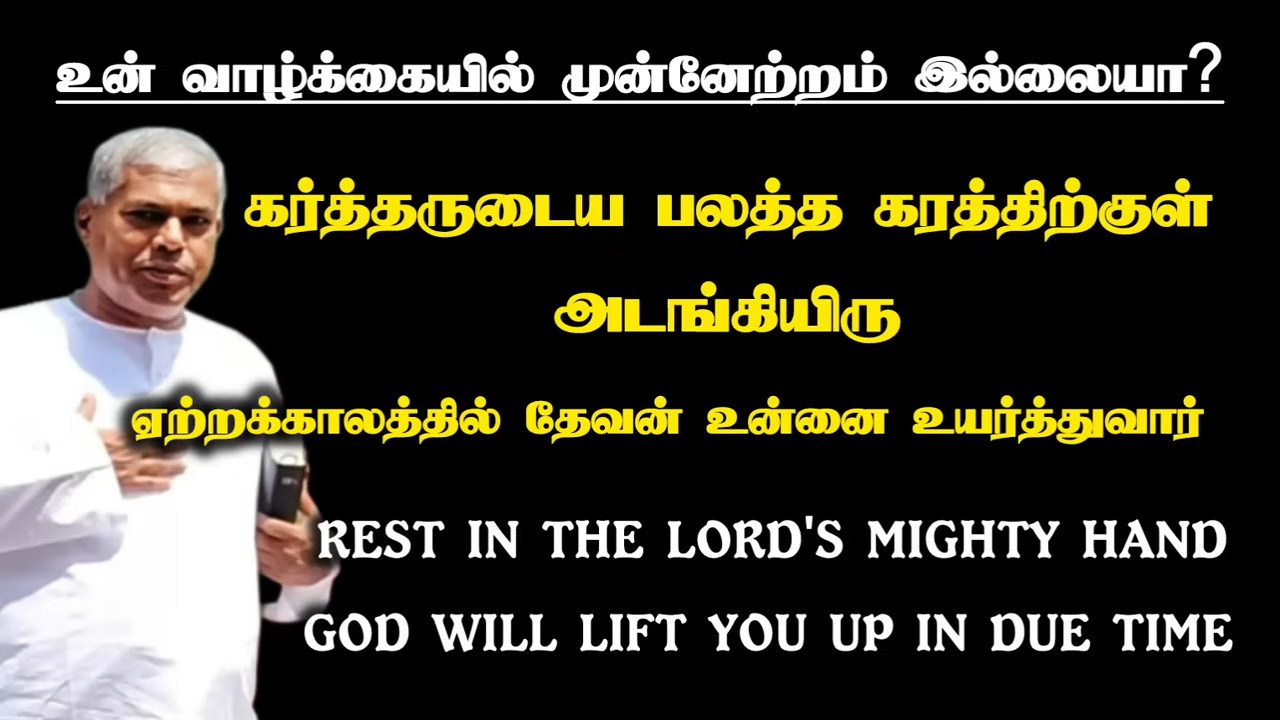 உன் வாழ்க்கையில் முன்னேற்றம் இல்லையா?
கர்த்தருடைய பலத்த கரத்திற்குள்
அடங்கியிரு
ஏற்றக்காலத்தில் தேவன் உன்னை உயர்த்துவார்
REST IN THE LORD'S MIGHTY HAND
GOD WILL LIFT YOU UP IN DUE TIME